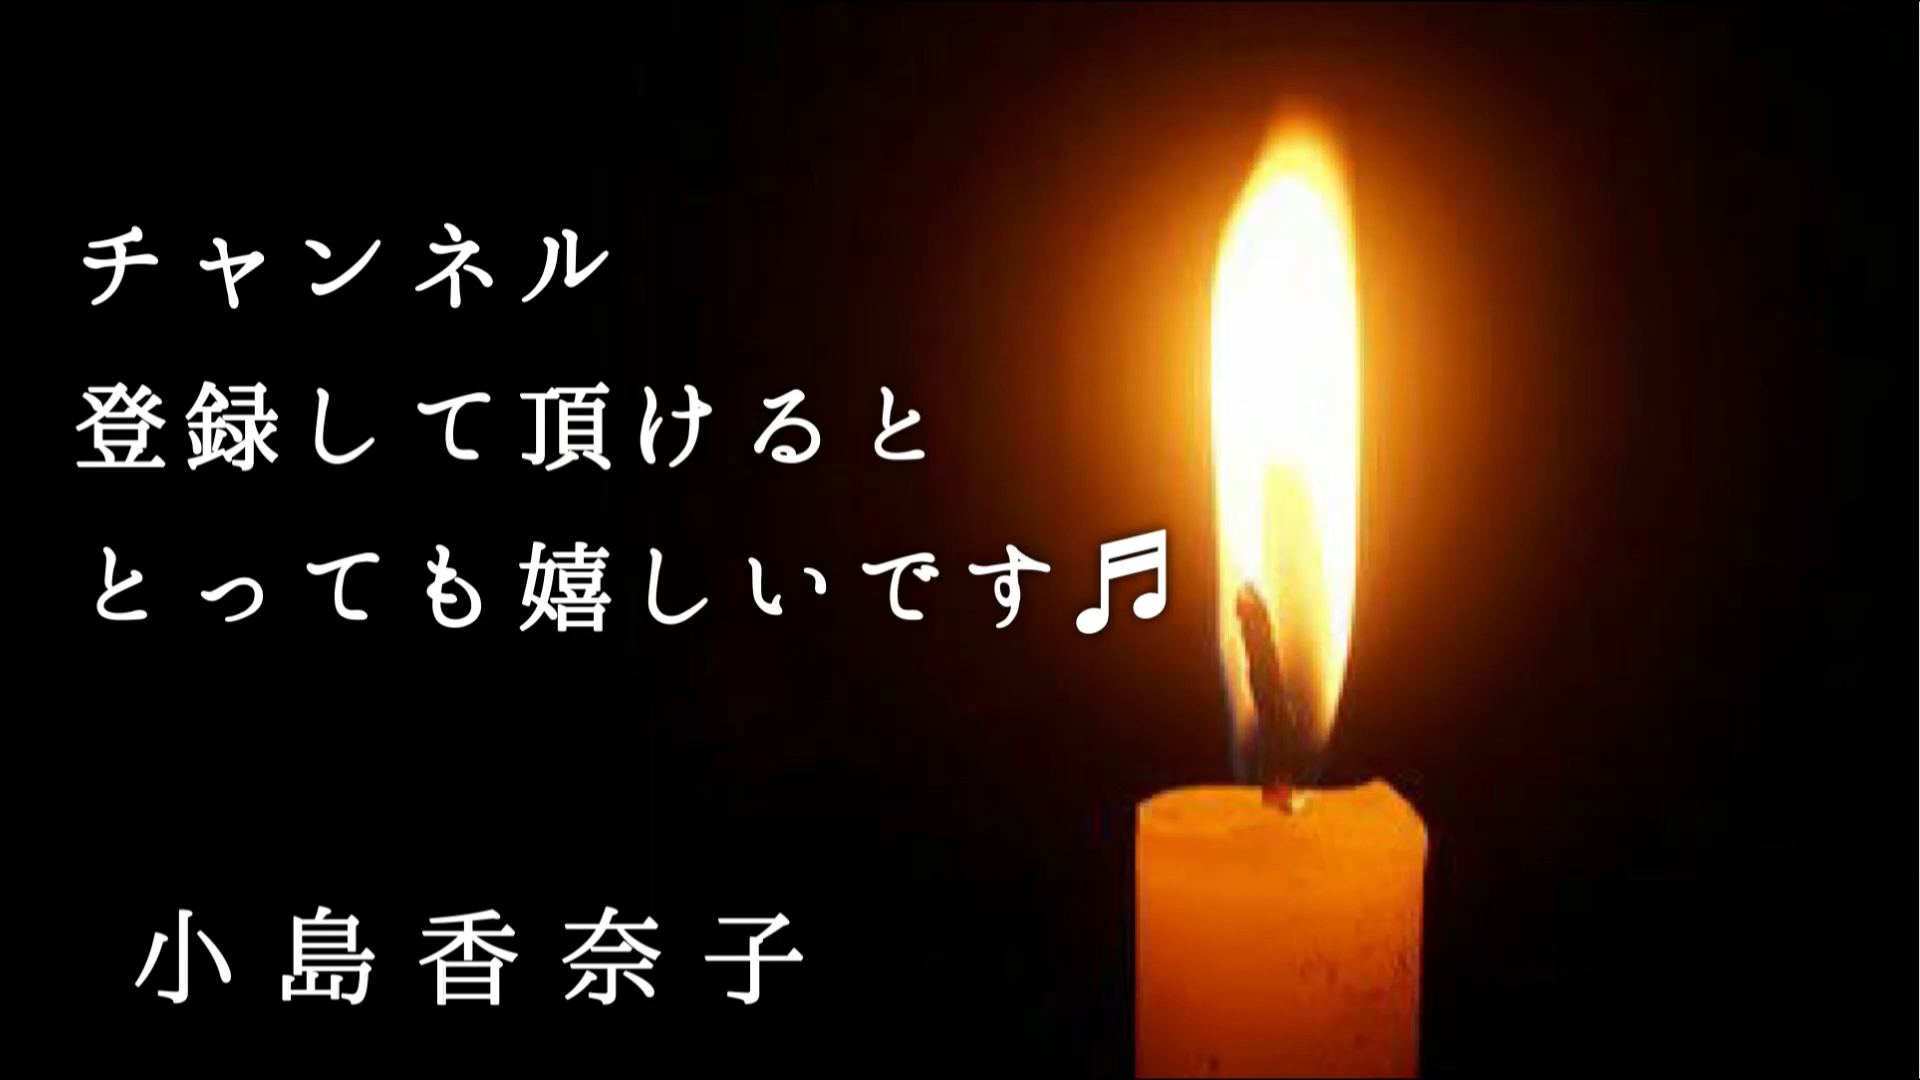 チャンネル
登録して頂けると
とっても嬉しいです♬
小島香奈子